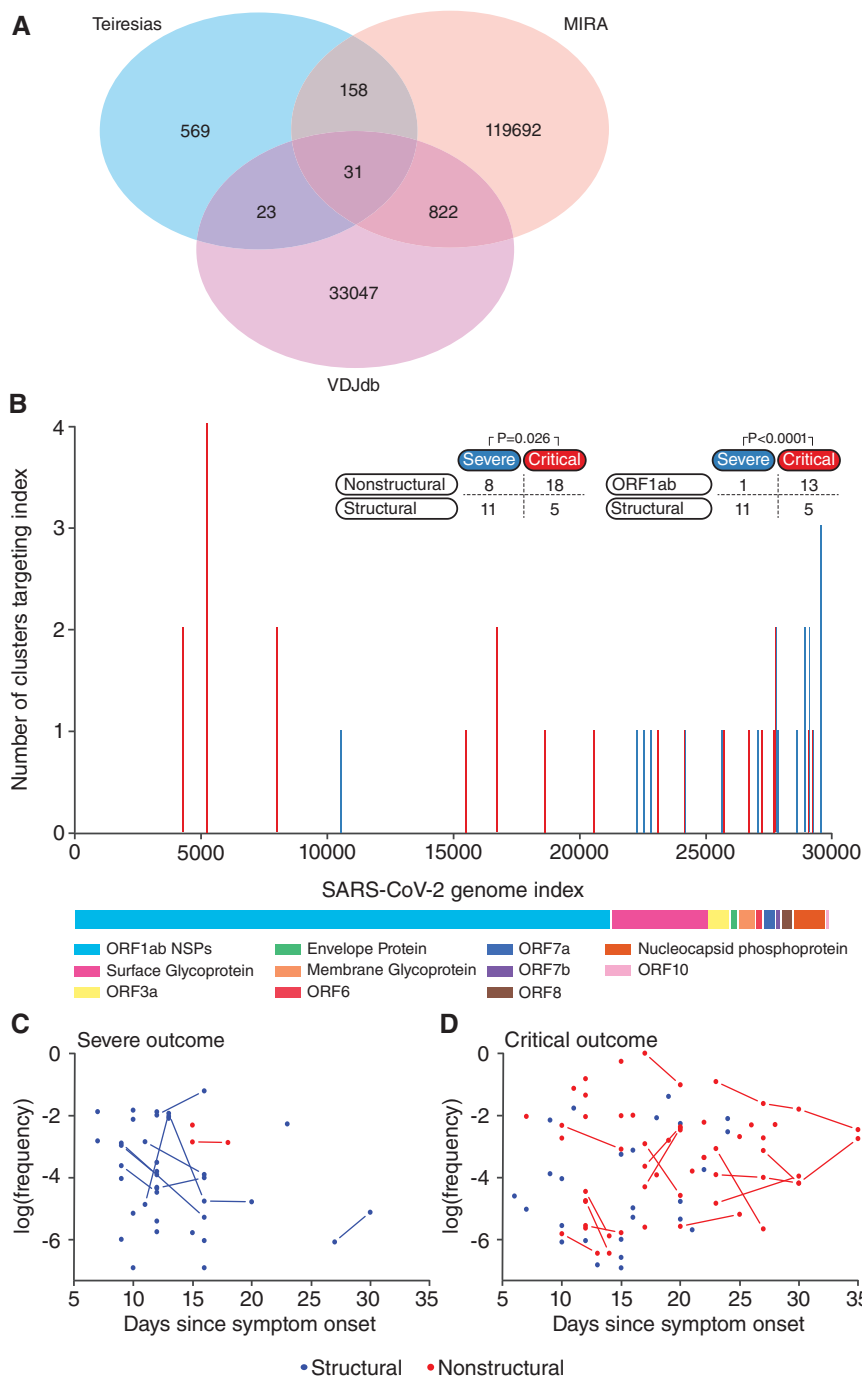 A
Teiresias
MIRA
158
569
119692
31
23
822
33047
VDJdb
B
Number of clusters targeting index
4
3
2
1
0
P=0.026
Severe Critical
Nonstructural 8 18
Structural 11 5
P<0.0001
Severe Critical
ORF1ab 1 13
Structural 11 5
0 5000 10000 15000 20000 25000 30000
SARS-CoV-2 genome index
ORF1ab NSPs
Surface Glycoprotein
ORF3a
Envelope Protein
Membrane Glycoprotein
ORF6
ORF7a
ORF7b
ORF8
Nucleocapsid phosphoprotein
ORF10
C
Severe outcome
log(frequency)
0
-2
-4
-6
5 10 15 20 25 30 35
Days since symptom onset
D
Critical outcome
log(frequency)
0
-2
-4
-6
5 10 15 20 25 30 35
Days since symptom onset
Structural Nonstructural